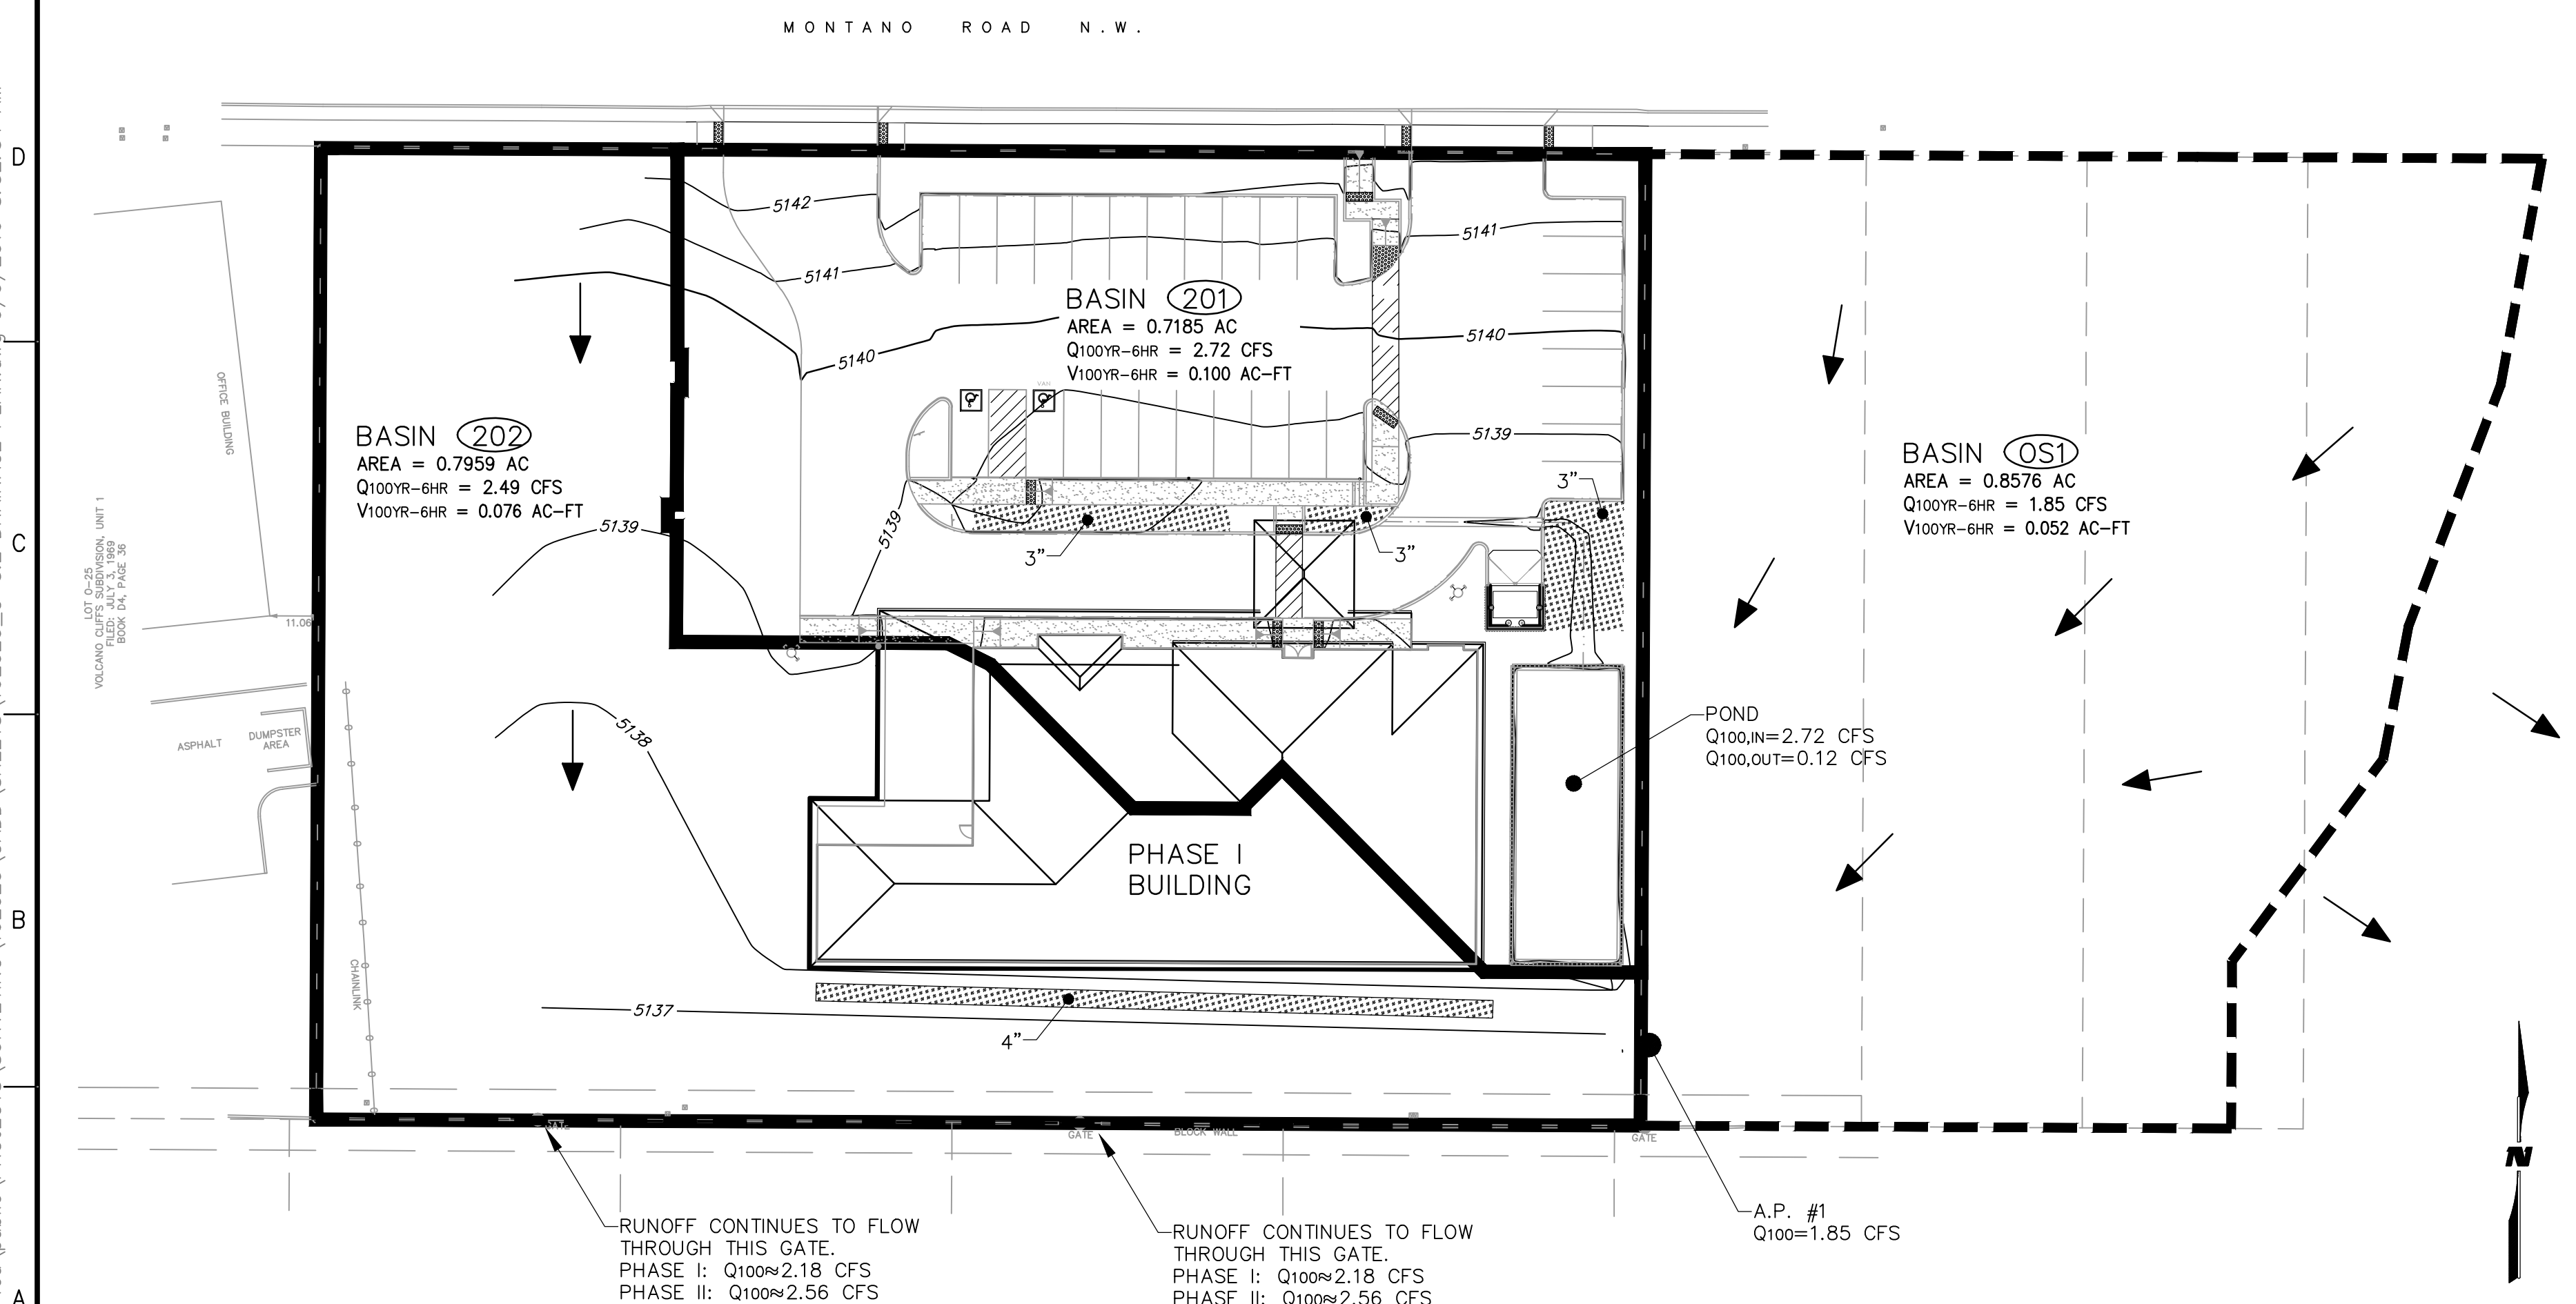 MONTANO ROAD N.W.
D
C
B
A
5142
5141
5141
5140
5140
5139
5139
5139
5138
5137
BASIN 201
AREA = 0.7185 AC
Q100YR-6HR = 2.72 CFS
V100YR-6HR = 0.100 AC-FT
VAN
BASIN 202
AREA = 0.7959 AC
Q100YR-6HR = 2.49 CFS
V100YR-6HR = 0.076 AC-FT
BASIN OS1
AREA = 0.8576 AC
Q100YR-6HR = 1.85 CFS
V100YR-6HR = 0.052 AC-FT
OFFICE BUILDING
LOT 0-25
VOLCANO CLIFFS SUBDIVISION, UNIT 1
FILED: JULY 3, 1969
BOOK D4, PAGE 36
11.06
3"
3"
3"
4"
ASPHALT
DUMPSTER
AREA
CHAINLINK
POND
Q100,IN=2.72 CFS
Q100,OUT=0.12 CFS
PHASE I
BUILDING
GATE
GATE
BLOCK WALL
GATE
N
A.P. #1
Q100=1.85 CFS
RUNOFF CONTINUES TO FLOW
THROUGH THIS GATE.
PHASE I: Q100≈2.18 CFS
PHASE II: Q100≈2.56 CFS
RUNOFF CONTINUES TO FLOW
THROUGH THIS GATE.
PHASE I: Q100≈2.18 CFS
PHASE II: Q100≈2.56 CFS